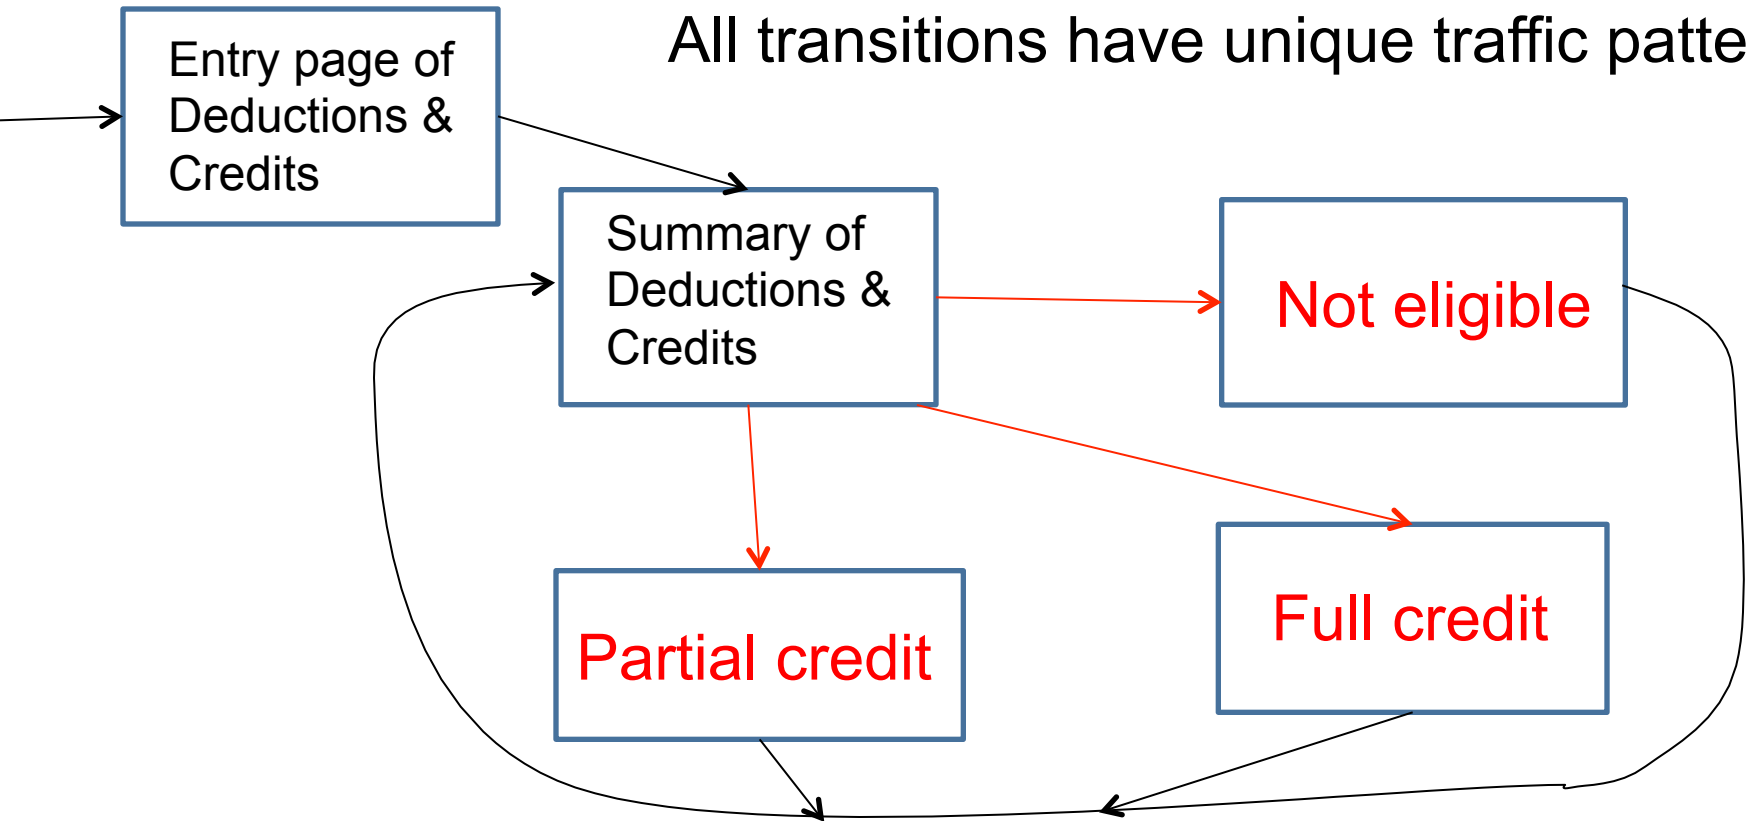 All transitions have unique traffic patte
Entry page of
Deductions &
Credits
Summary of
Deductions &
Credits
Not eligible
Partial credit
Full credit